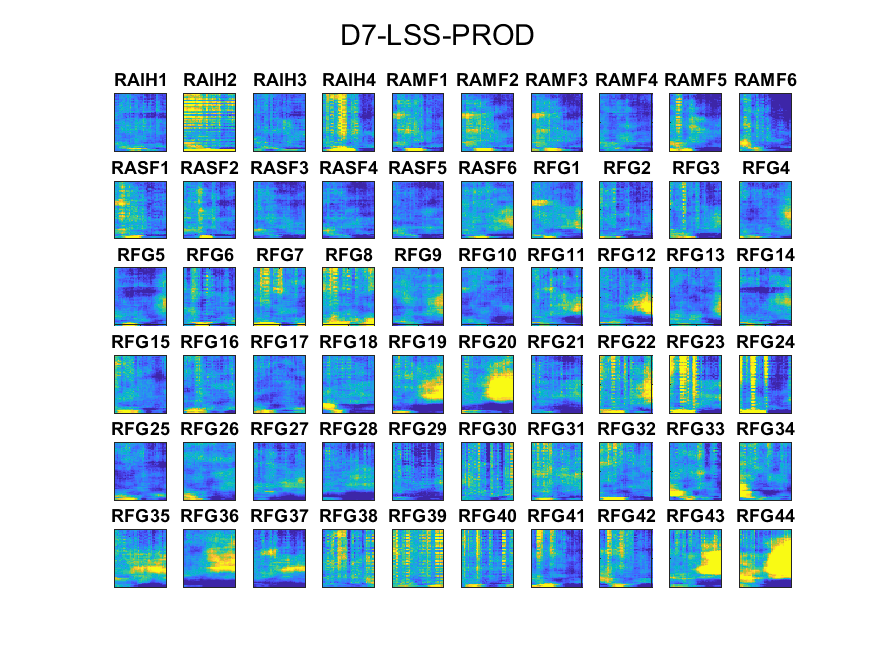 D7-LSS-PROD
RAIH1 RAIH2 RAIH3 RAIH4 RAMF1 RAMF2 RAMF3 RAMF4 RAMF5 RAMF6
RASF1 RASF2 RASF3 RASF4 RASF5 RASF6 RFG1 RFG2 RFG3 RFG4
RFG5 RFG6 RFG7 RFG8 RFG9 RFG10 RFG11 RFG12 RFG13 RFG14
RFG15 RFG16 RFG17 RFG18 RFG19 RFG20 RFG21 RFG22 RFG23 RFG24
RFG25 RFG26 RFG27 RFG28 RFG29 RFG30 RFG31 RFG32 RFG33 RFG34
RFG35 RFG36 RFG37 RFG38 RFG39 RFG40 RFG41 RFG42 RFG43 RFG44